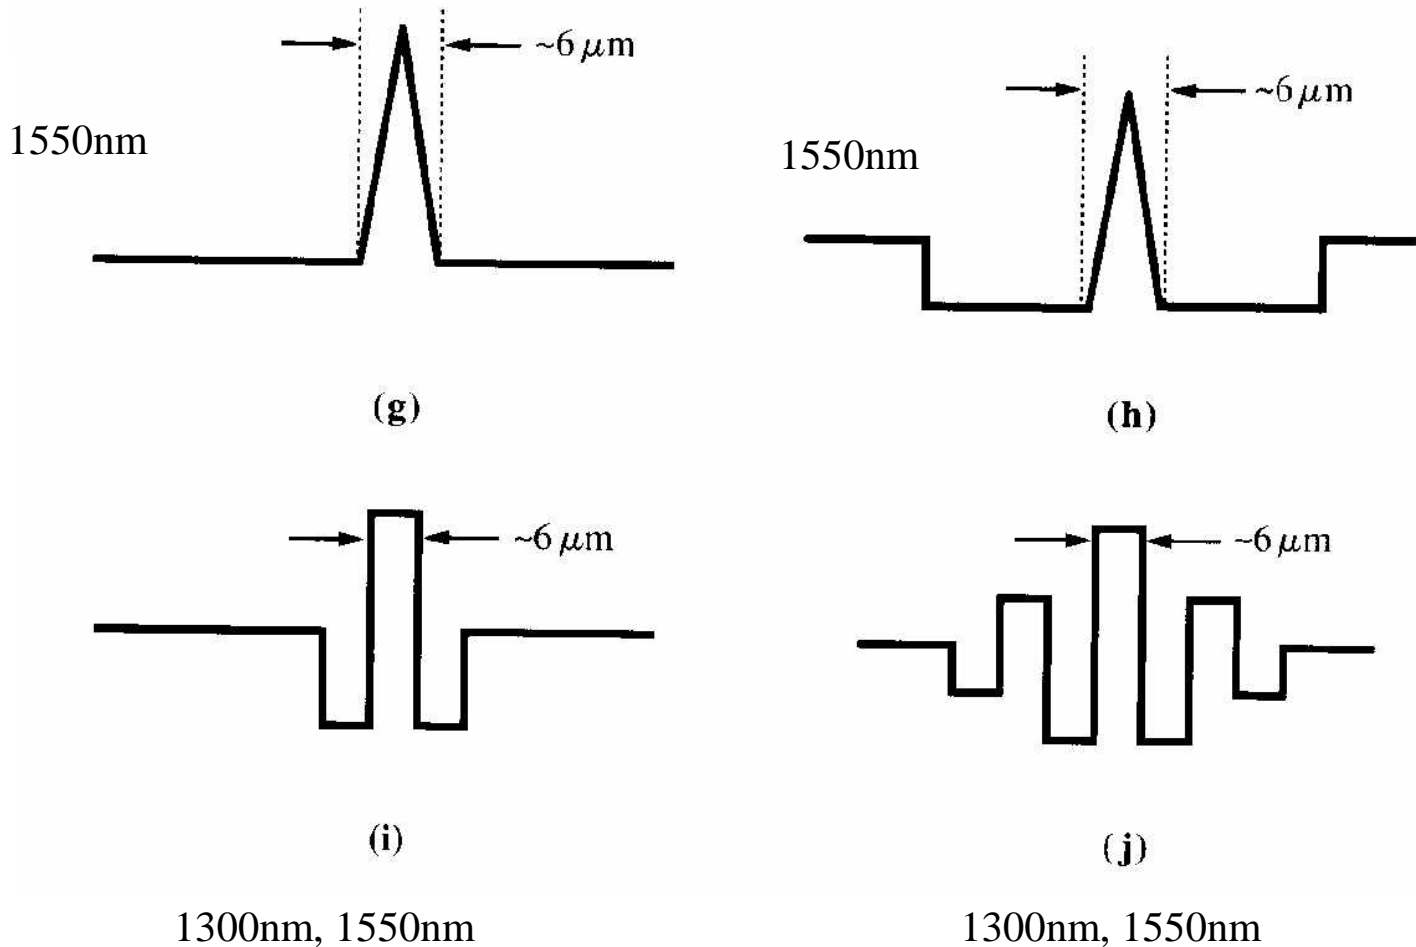 ~6 μm
~6 μm
1550nm
1550nm
(g)
(h)
~6 μm
~6 μm
(i)
(j)
1300nm, 1550nm
1300nm, 1550nm